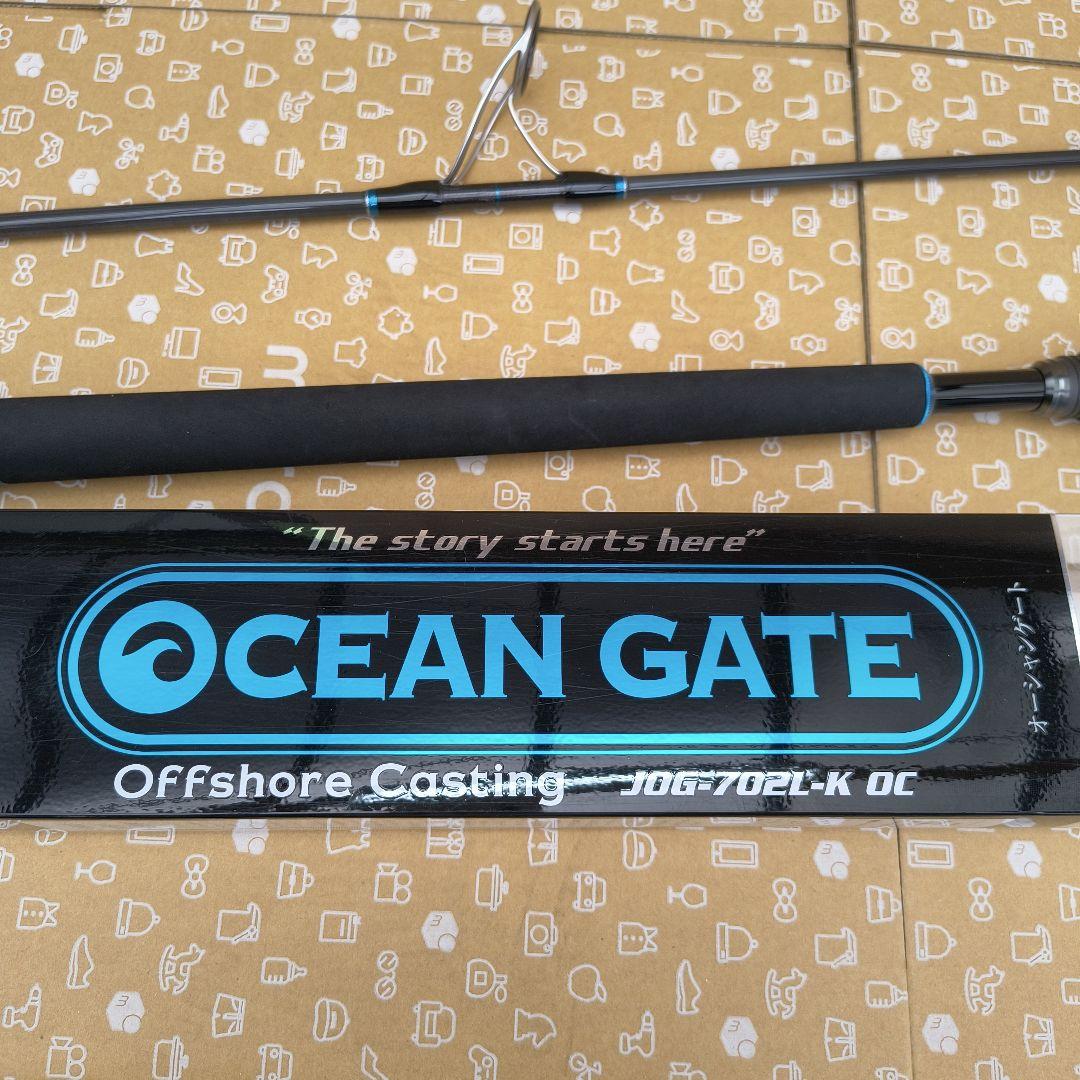 "The story starts here"
OCEAN GATE
オーシャンゲート
Offshore Casting JOG-702L-K OC